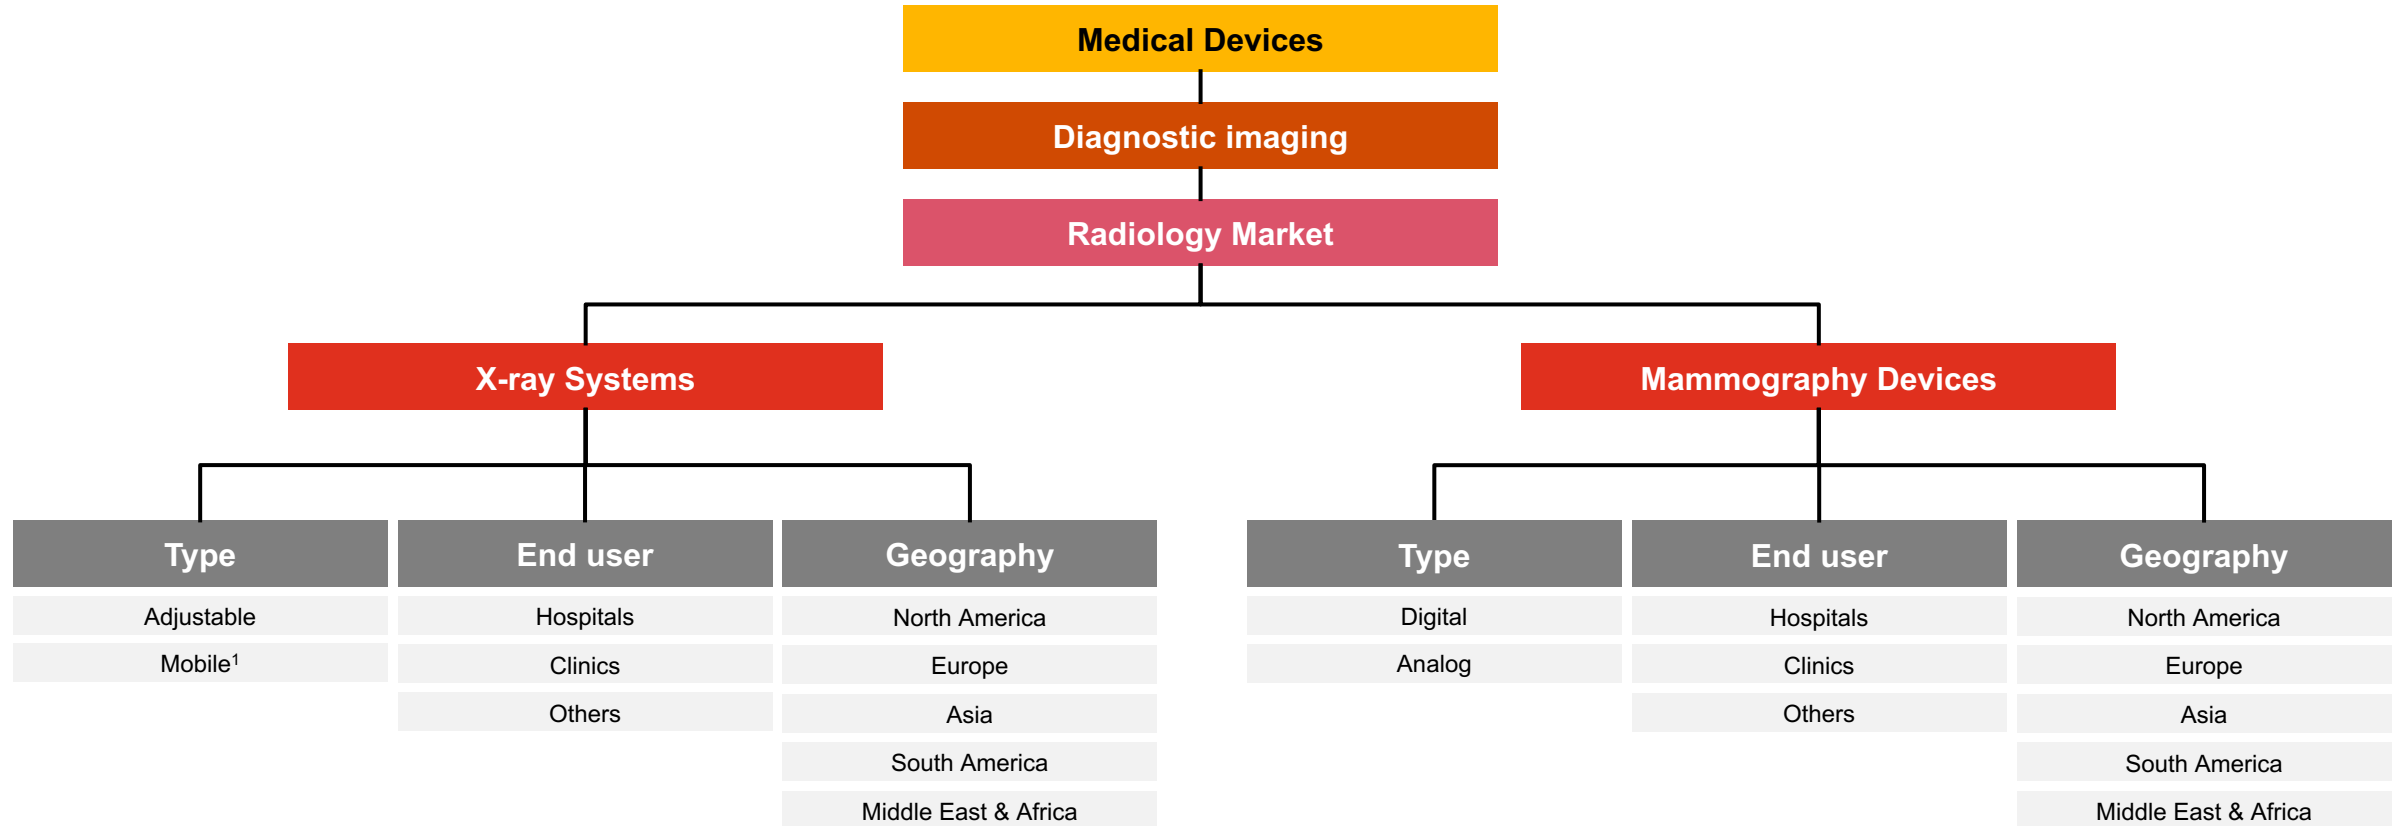 Medical Devices
Diagnostic imaging
Radiology Market
X-ray Systems
Mammography Devices
Type
End user
Geography
Adjustable
Hospitals
North America
Mobile¹
Clinics
Europe
Others
Asia
South America
Middle East & Africa
Type
End user
Geography
Digital
Hospitals
North America
Analog
Clinics
Europe
Others
Asia
South America
Middle East & Africa